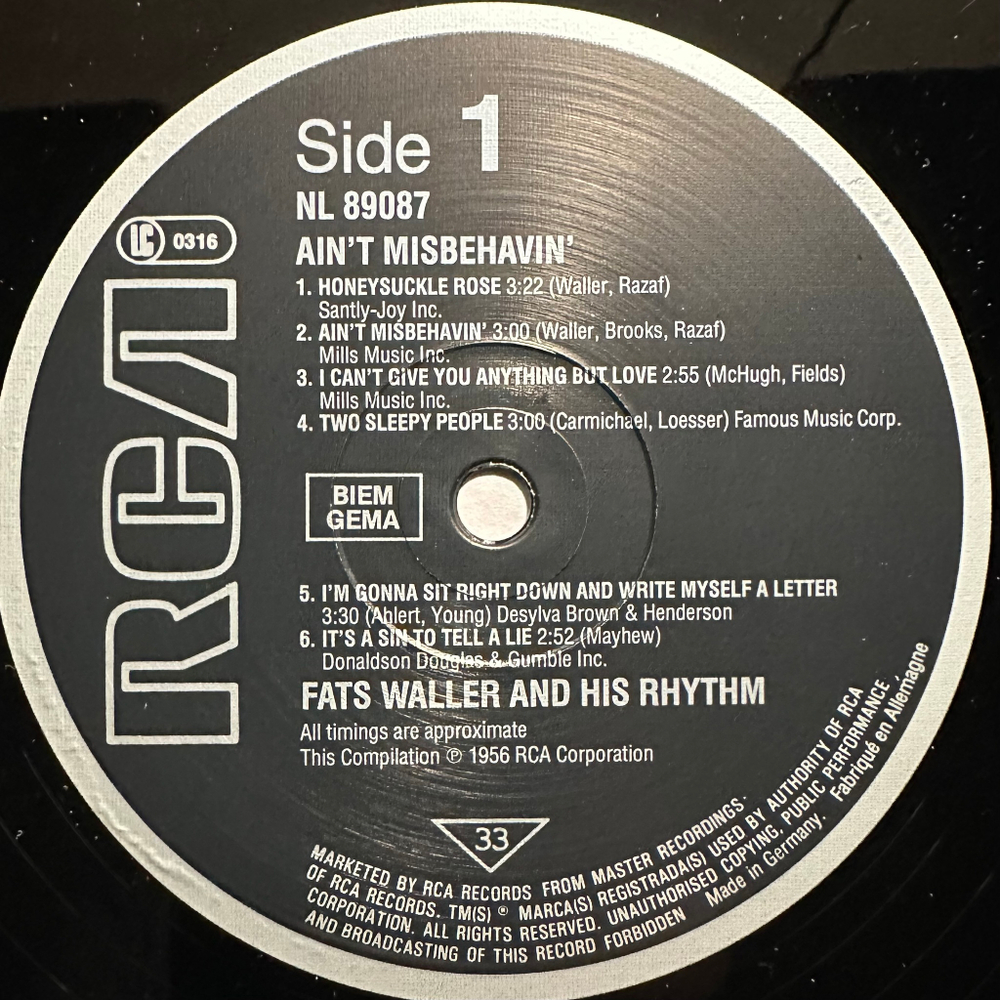 Side 1
NL 89087
LC 0316
AIN'T MISBEHAVIN'
1. HONEYSUCKLE ROSE 3:22 (Waller, Razaf)
Santly-Joy Inc.
2. AIN'T MISBEHAVIN' 3:00 (Waller, Brooks, Razaf)
Mills Music Inc.
3. I CAN'T GIVE YOU ANYTHING BUT LOVE 2:55 (McHugh, Fields)
Mills Music Inc.
4. TWO SLEEPY PEOPLE 3:00 (Carmichael, Loesser) Famous Music Corp.
RCA
BIEM
GEMA
5. I'M GONNA SIT RIGHT DOWN AND WRITE MYSELF A LETTER
3:30 (Ahlert, Young) Desylva Brown & Henderson
6. IT'S A SIN TO TELL A LIE 2:52 (Mayhew)
Donaldson Douglas & Gumble Inc.
FATS WALLER AND HIS RHYTHM
All timings are approximate
This Compilation ℗ 1956 RCA Corporation
33
MARKETED BY RCA RECORDS FROM MASTER RECORDINGS·
OF RCA RECORDS. TM(S) ® MARCA(S) REGISTRADA(S) USED BY AUTHORITY OF RCA
CORPORATION. ALL RIGHTS RESERVED. UNAUTHORISED COPYING, PUBLIC PERFORMANCE
AND BROADCASTING OF THIS RECORD FORBIDDEN Made in Germany. Fabriqué en Allemagne